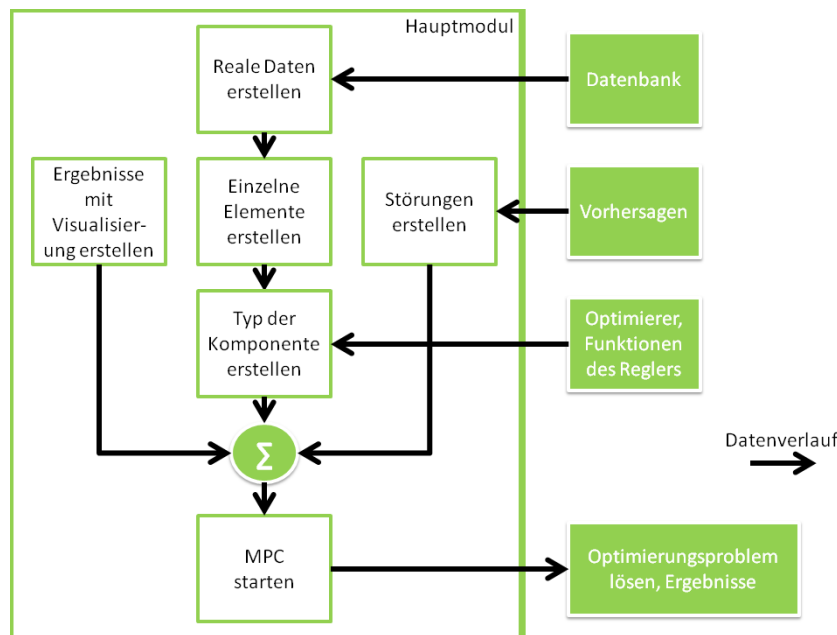 Hauptmodul
Reale Daten
erstellen
Datenbank
Ergebnisse
mit
Visualisier-
ung erstellen
Einzelne
Elemente
erstellen
Störungen
erstellen
Vorhersagen
Typ der
Komponente
erstellen
Optimierer,
Funktionen
des Reglers
Datenverlauf
Σ
MPC
starten
Optimierungsproblem
lösen, Ergebnisse